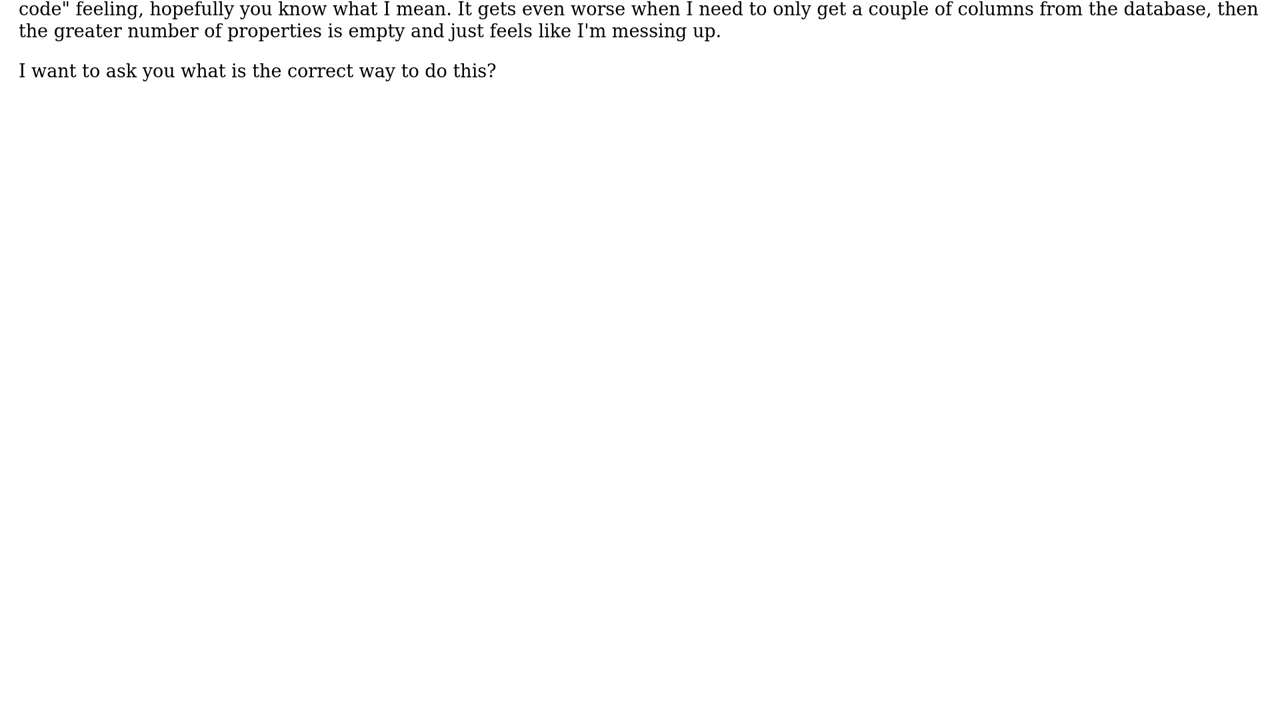 code" feeling, hopefully you know what I mean. It gets even worse when I need to only get a couple of columns from the database, then
the greater number of properties is empty and just feels like I'm messing up.
I want to ask you what is the correct way to do this?